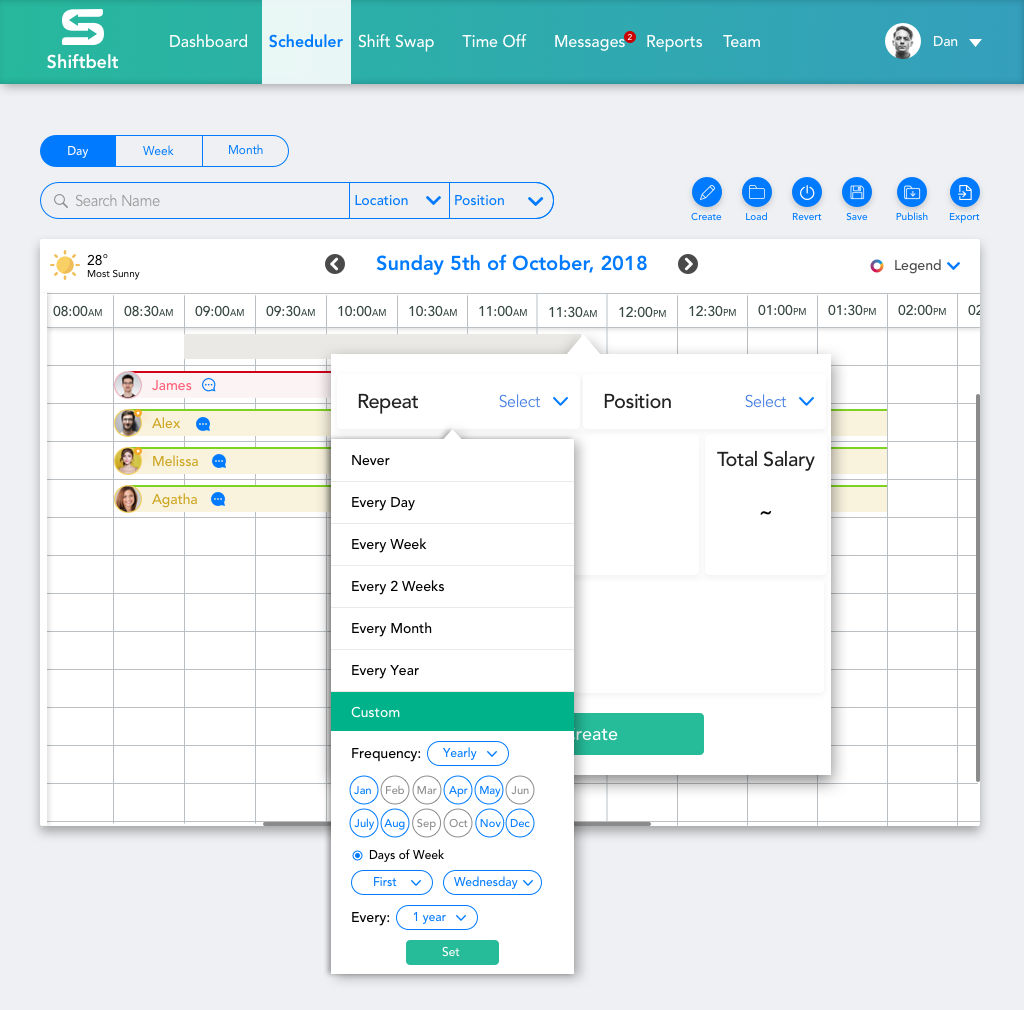 Shiftbelt
Dashboard Scheduler Shift Swap Time Off Messages 2 Reports Team Dan
Day Week Month
Search Name Location Position
Create Load Revert Save Publish Export
28°
Most Sunny
Sunday 5th of October, 2018
Legend
08:00AM 08:30AM 09:00AM 09:30AM 10:00AM 10:30AM 11:00AM 11:30AM 12:00PM 12:30PM 01:00PM 01:30PM 02:00PM 02
James
Alex
Melissa
Agatha
Repeat Select Position Select
Total Salary
~
Never
Every Day
Every Week
Every 2 Weeks
Every Month
Every Year
Custom
reate
Frequency: Yearly
Jan Feb Mar Apr May Jun
July Aug Sep Oct Nov Dec
Days of Week
First Wednesday
Every: 1 year
Set